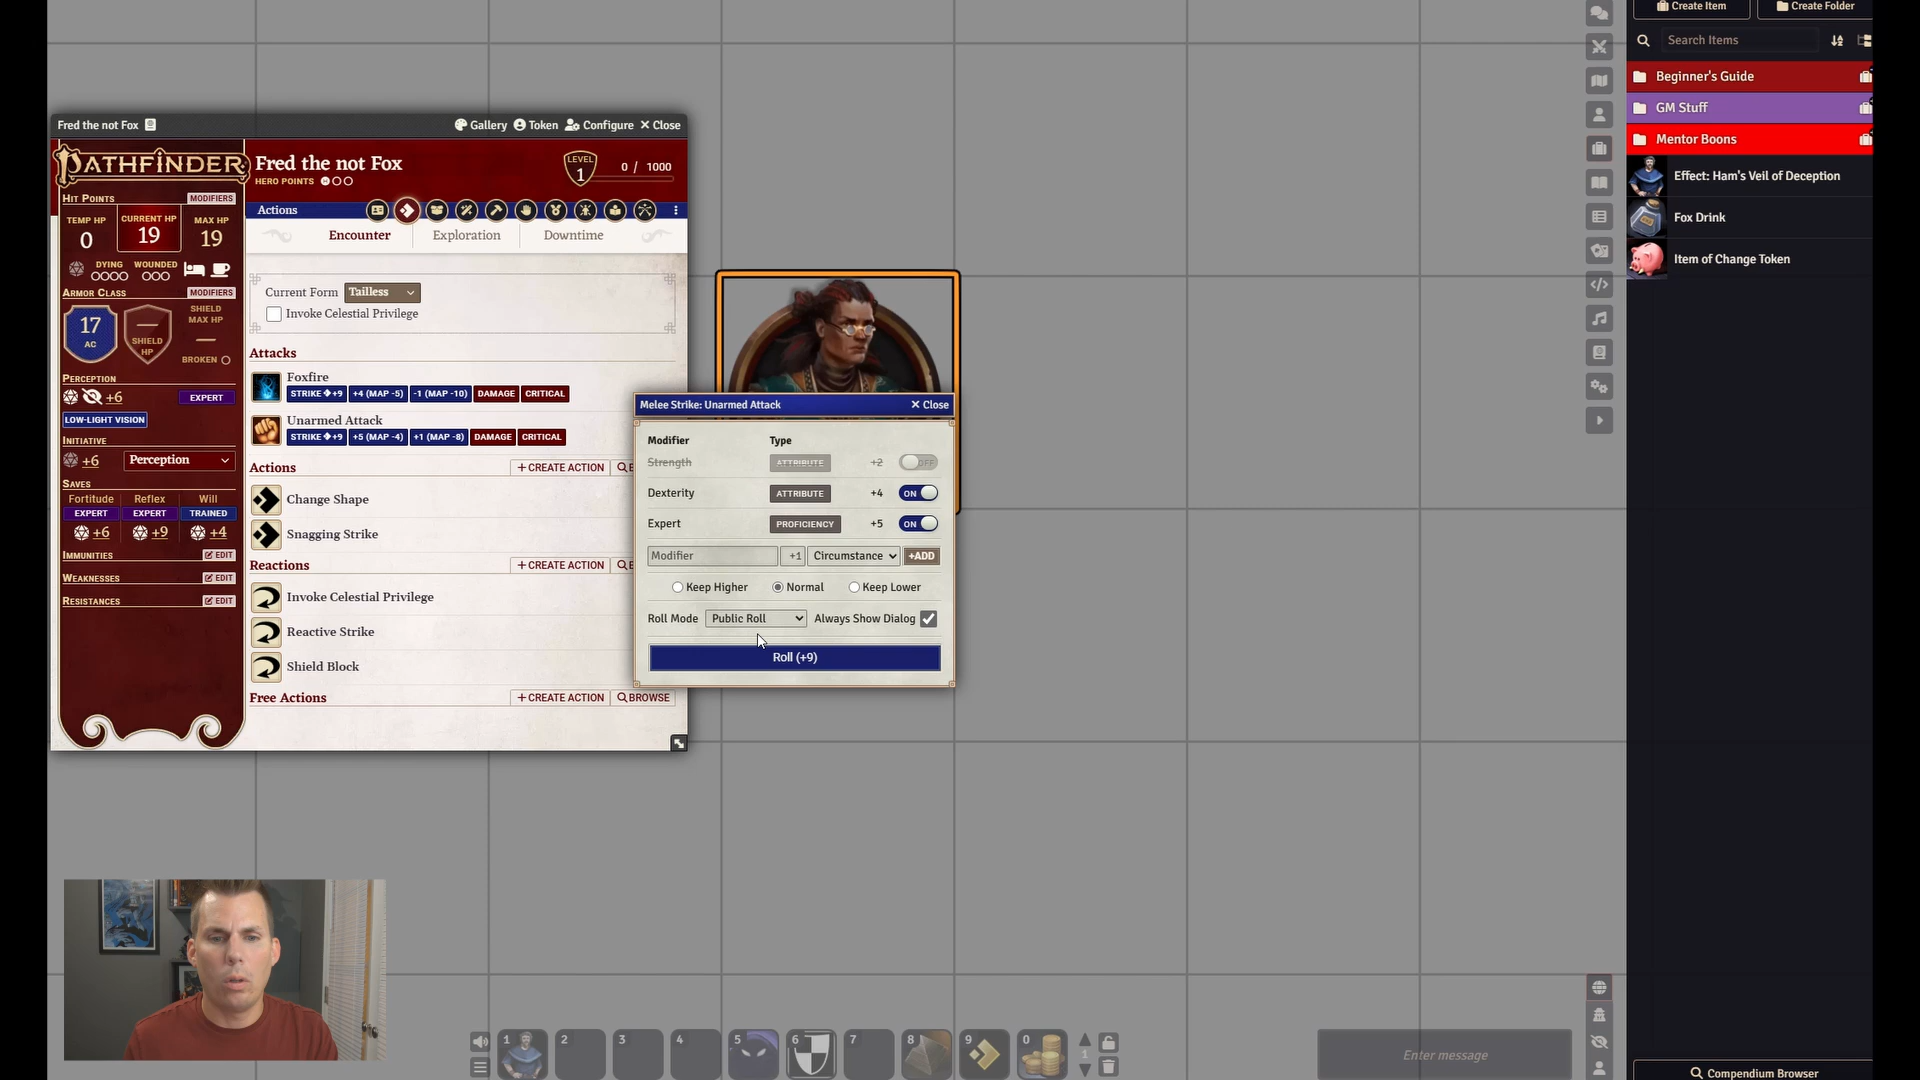 Create Item
Create Folder
Search Items
Beginner's Guide
GM Stuff
Mentor Boons
Effect: Ham's Veil of Deception
Fox Drink
Item of Change Token
Compendium Browser
Fred the not Fox
Gallery
Token
Configure
Close
PATHFINDER
Fred the not Fox
HERO POINTS
LEVEL
1
0 / 1000
HIT POINTS
MODIFIERS
TEMP HP
0
CURRENT HP
19
MAX HP
19
DYING
WOUNDED
ARMOR CLASS
MODIFIERS
17
AC
SHIELD
HP
SHIELD
MAX HP
BROKEN
PERCEPTION
+6
EXPERT
LOW-LIGHT VISION
INITIATIVE
+6
Perception
SAVES
Fortitude
Reflex
Will
EXPERT
EXPERT
TRAINED
+6
+9
+4
IMMUNITIES
EDIT
WEAKNESSES
EDIT
RESISTANCES
EDIT
Actions
Encounter
Exploration
Downtime
Current Form
Tailless
Invoke Celestial Privilege
Attacks
Foxfire
STRIKE +9
+4 (MAP -5)
-1 (MAP -10)
DAMAGE
CRITICAL
Unarmed Attack
STRIKE +9
+5 (MAP -4)
+1 (MAP -8)
DAMAGE
CRITICAL
Actions
+ CREATE ACTION
Change Shape
Snagging Strike
Reactions
+ CREATE ACTION
Invoke Celestial Privilege
Reactive Strike
Shield Block
Free Actions
+ CREATE ACTION
BROWSE
Melee Strike: Unarmed Attack
Close
Modifier
Type
Strength
ATTRIBUTE
+2
OFF
Dexterity
ATTRIBUTE
+4
ON
Expert
PROFICIENCY
+5
ON
Modifier
+1
Circumstance
+ADD
Keep Higher
Normal
Keep Lower
Roll Mode
Public Roll
Always Show Dialog
Roll (+9)
1
2
3
4
5
6
7
8
9
0
1
Enter message